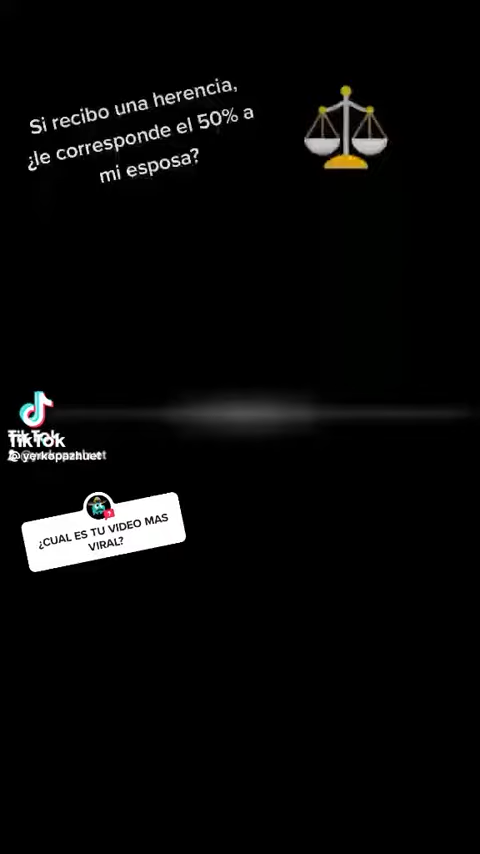 Si recibo una herencia,
¿le corresponde el 50% a
mi esposa?
TikTok
¿CUAL ES TU VIDEO MAS
VIRAL?